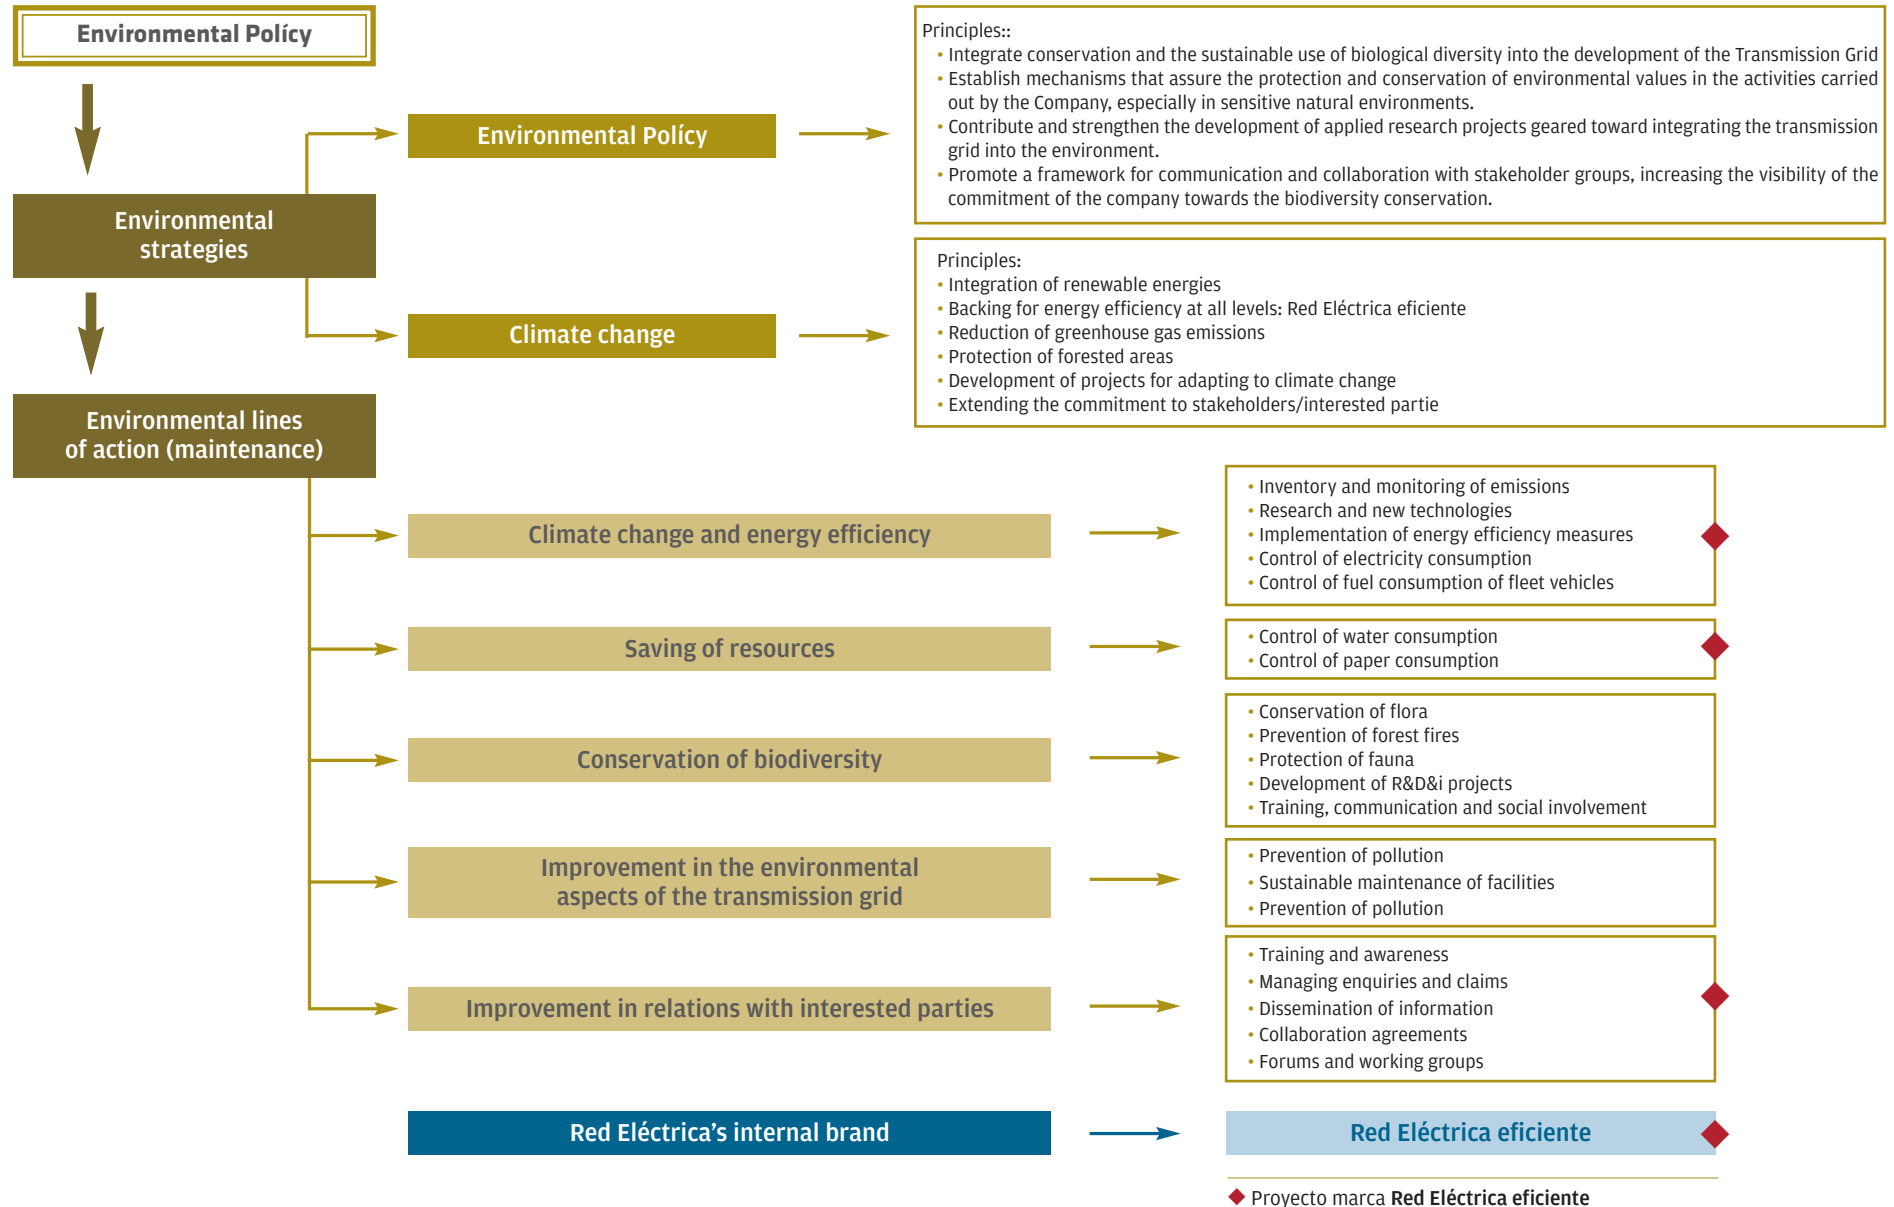 Environmental Polícy
Environmental
strategies
Environmental lines
of action (maintenance)
Environmental Polícy
Principles::
• Integrate conservation and the sustainable use of biological diversity into the development of the Transmission Grid
• Establish mechanisms that assure the protection and conservation of environmental values in the activities carried
out by the Company, especially in sensitive natural environments.
• Contribute and strengthen the development of applied research projects geared toward integrating the transmission
grid into the environment.
• Promote a framework for communication and collaboration with stakeholder groups, increasing the visibility of the
commitment of the company towards the biodiversity conservation.
Climate change
Principles:
• Integration of renewable energies
• Backing for energy efficiency at all levels: Red Eléctrica eficiente
• Reduction of greenhouse gas emissions
• Protection of forested areas
• Development of projects for adapting to climate change
• Extending the commitment to stakeholders/interested partie
Climate change and energy efficiency
• Inventory and monitoring of emissions
• Research and new technologies
• Implementation of energy efficiency measures
• Control of electricity consumption
• Control of fuel consumption of fleet vehicles
Saving of resources
• Control of water consumption
• Control of paper consumption
Conservation of biodiversity
• Conservation of flora
• Prevention of forest fires
• Protection of fauna
• Development of R&D&i projects
• Training, communication and social involvement
Improvement in the environmental
aspects of the transmission grid
• Prevention of pollution
• Sustainable maintenance of facilities
• Prevention of pollution
Improvement in relations with interested parties
• Training and awareness
• Managing enquiries and claims
• Dissemination of information
• Collaboration agreements
• Forums and working groups
Red Eléctrica’s internal brand
Red Eléctrica eficiente
Proyecto marca Red Eléctrica eficiente